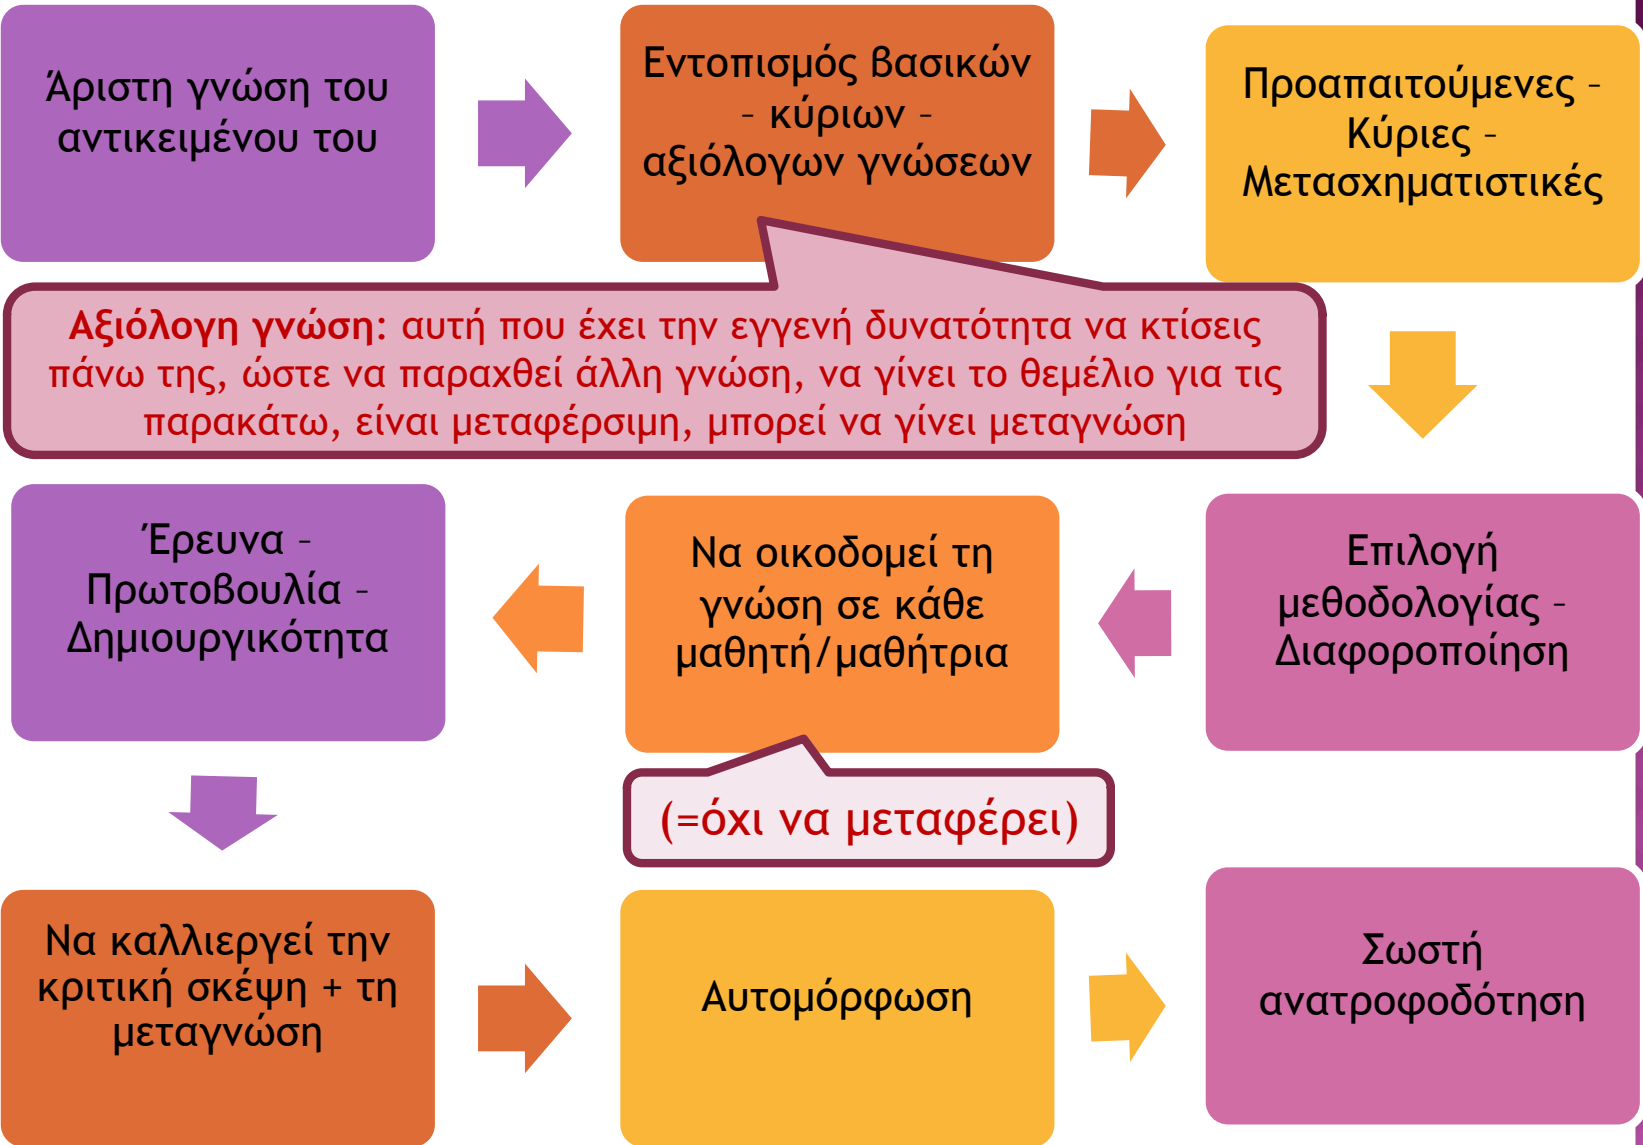 Άριστη γνώση του
αντικειμένου του
Εντοπισμός βασικών
– κύριων –
αξιόλογων γνώσεων
Προαπαιτούμενες –
Κύριες –
Μετασχηματιστικές
Αξιόλογη γνώση: αυτή που έχει την εγγενή δυνατότητα να κτίσεις
πάνω της, ώστε να παραχθεί άλλη γνώση, να γίνει το θεμέλιο για τις
παρακάτω, είναι μεταφέρσιμη, μπορεί να γίνει μεταγνώση
Επιλογή
μεθοδολογίας –
Διαφοροποίηση
Να οικοδομεί τη
γνώση σε κάθε
μαθητή/μαθήτρια
(=όχι να μεταφέρει)
Έρευνα –
Πρωτοβουλία –
Δημιουργικότητα
Να καλλιεργεί την
κριτική σκέψη + τη
μεταγνώση
Αυτομόρφωση
Σωστή
ανατροφοδότηση